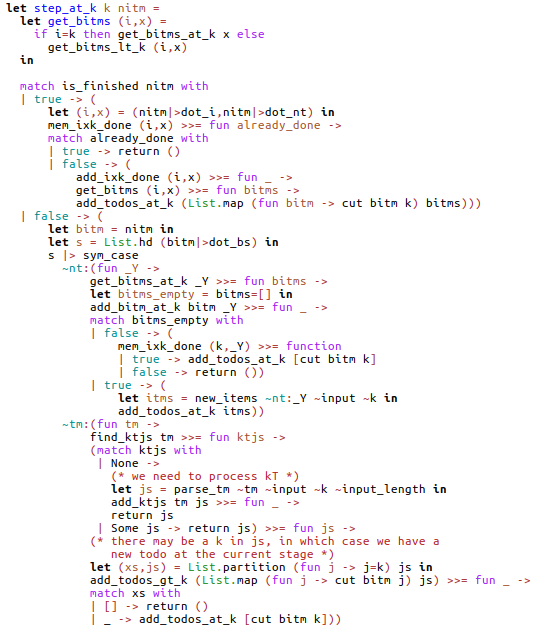 let step_at_k k nitm =
  let get_bitms (i,x) =
    if i=k then get_bitms_at_k x else
      get_bitms_lt_k (i,x)
  in

  match is_finished nitm with
  | true -> (
      let (i,x) = (nitm|>dot_i,nitm|>dot_nt) in
      mem_ixk_done (i,x) >>= fun already_done ->
      match already_done with
      | true -> return ()
      | false -> (
          add_ixk_done (i,x) >>= fun _ ->
          get_bitms (i,x) >>= fun bitms ->
          add_todos_at_k (List.map (fun bitm -> cut bitm k) bitms)))
  | false -> (
      let bitm = nitm in
      let s = List.hd (bitm|>dot_bs) in
      s |> sym_case
        ~nt:(fun _Y ->
            get_bitms_at_k _Y >>= fun bitms ->
            let bitms_empty = bitms=[] in
            add_bitm_at_k bitm _Y >>= fun _ ->
            match bitms_empty with
            | false -> (
                mem_ixk_done (k,_Y) >>= function
                | true -> add_todos_at_k [cut bitm k]
                | false -> return ())
            | true -> (
                let itms = new_items ~nt:_Y ~input ~k in
                add_todos_at_k itms))
        ~tm:(fun tm ->
            find_ktjs tm >>= fun ktjs ->
            (match ktjs with
             | None ->
               (* we need to process kT *)
               let js = parse_tm ~tm ~input ~k ~input_length in
               add_ktjs tm js >>= fun _ ->
               return js
             | Some js -> return js) >>= fun js ->
            (* there may be a k in js, in which case we have a
               new todo at the current stage *)
            let (xs,js) = List.partition (fun j -> j=k) js in
            add_todos_gt_k (List.map (fun j -> cut bitm j) js) >>= fun _ ->
            match xs with
            | [] -> return ()
            | _ -> add_todos_at_k [cut bitm k]))